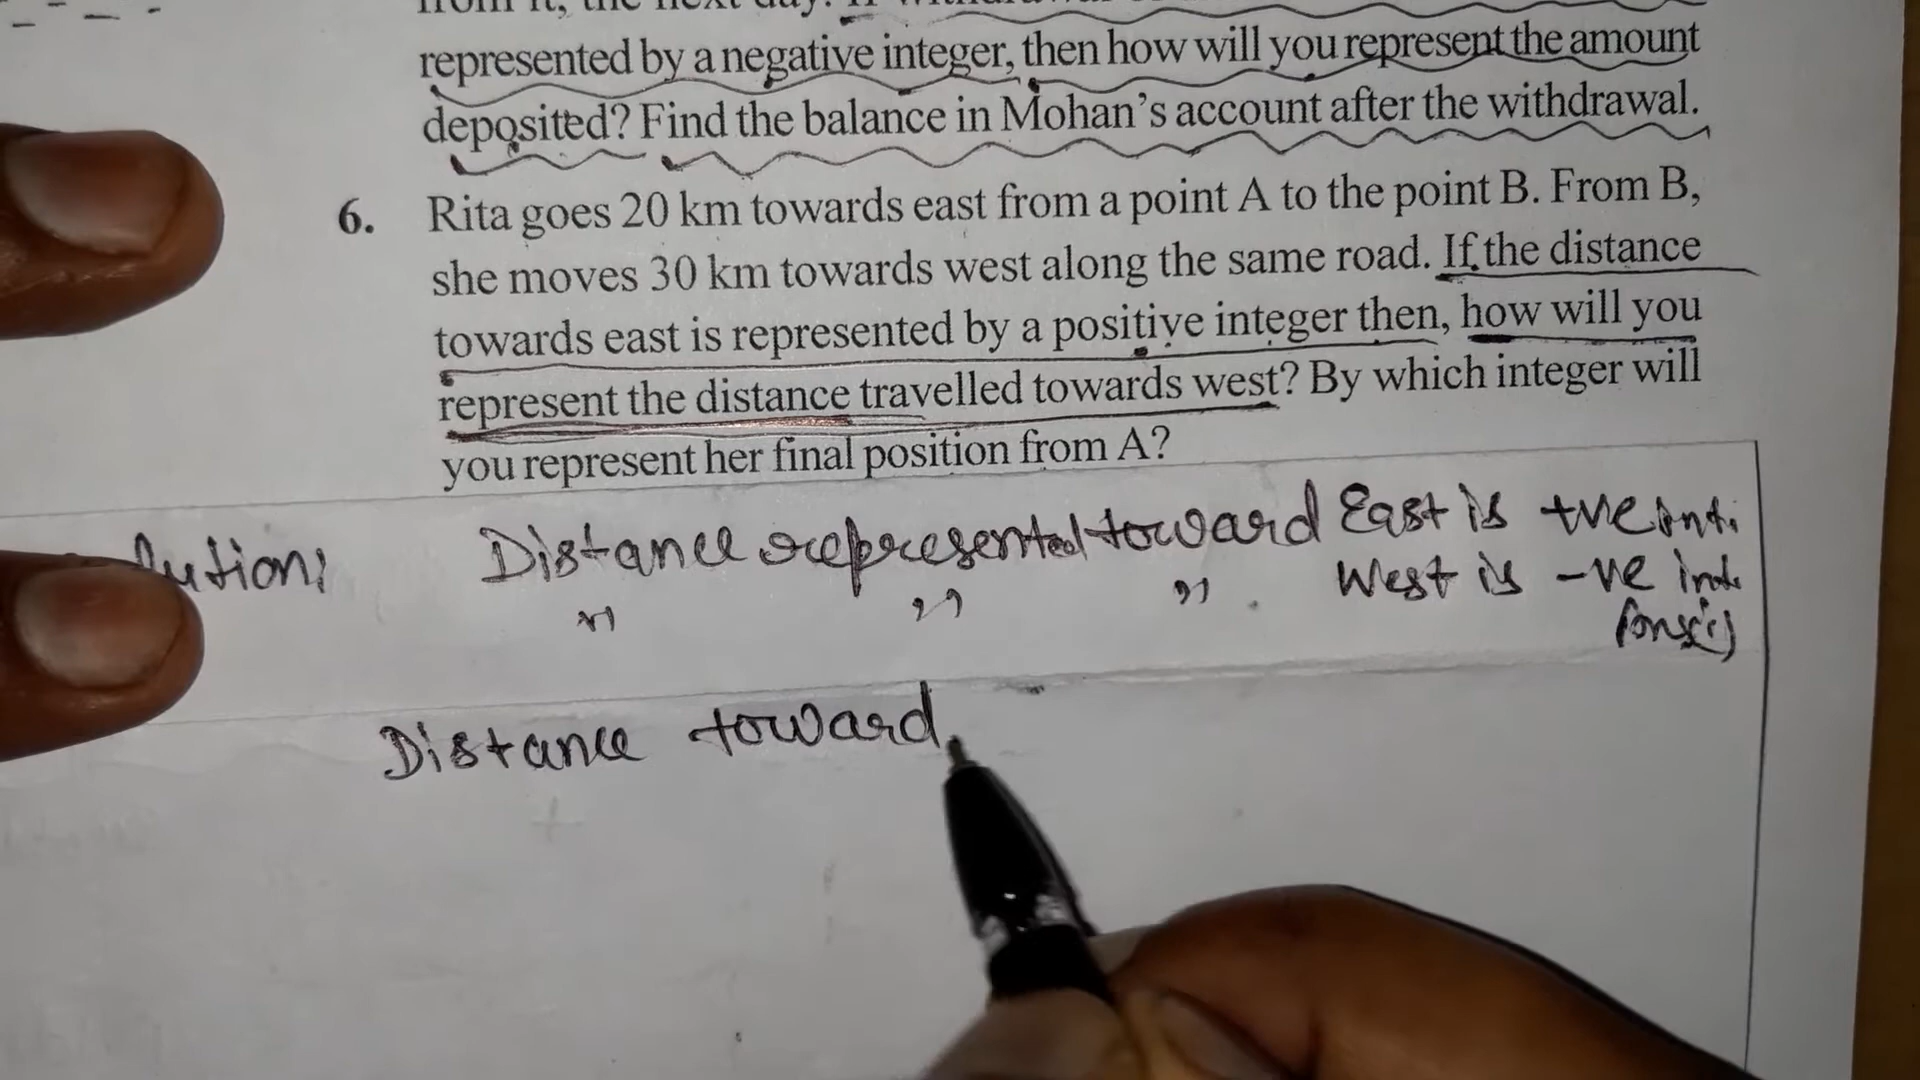 represented by a negative integer, then how will you represent the amount
deposited? Find the balance in Mohan's account after the withdrawal.
6. Rita goes 20 km towards east from a point A to the point B. From B,
she moves 30 km towards west along the same road. If the distance
towards east is represented by a positive integer then, how will you
represent the distance travelled towards west? By which integer will
you represent her final position from A?
lution: Distance represented toward East is +ve int.
" " " West is -ve int.
Ans(i)
Distance toward